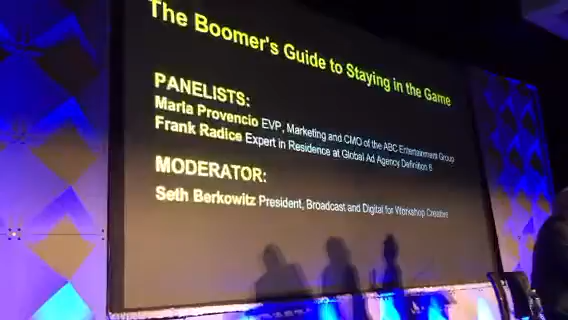 The Boomer's Guide to Staying in the Game
PANELISTS:
Marla Provencio EVP, Marketing and CMO of the ABC Entertainment Group
Frank Radice Expert in Residence at Global Ad Agency Definition 6
MODERATOR:
Seth Berkowitz President, Broadcast and Digital for Workshop Creative